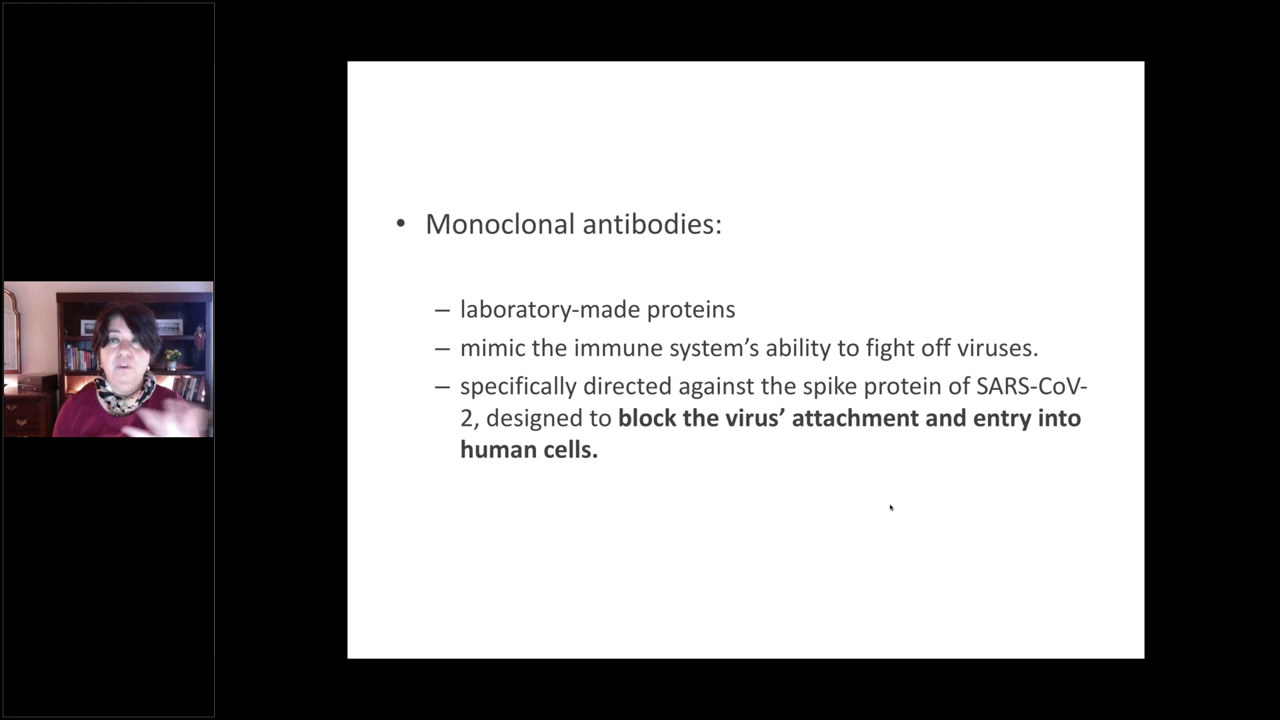 • Monoclonal antibodies:
– laboratory-made proteins
– mimic the immune system’s ability to fight off viruses.
– specifically directed against the spike protein of SARS-CoV-
2, designed to block the virus’ attachment and entry into
human cells.